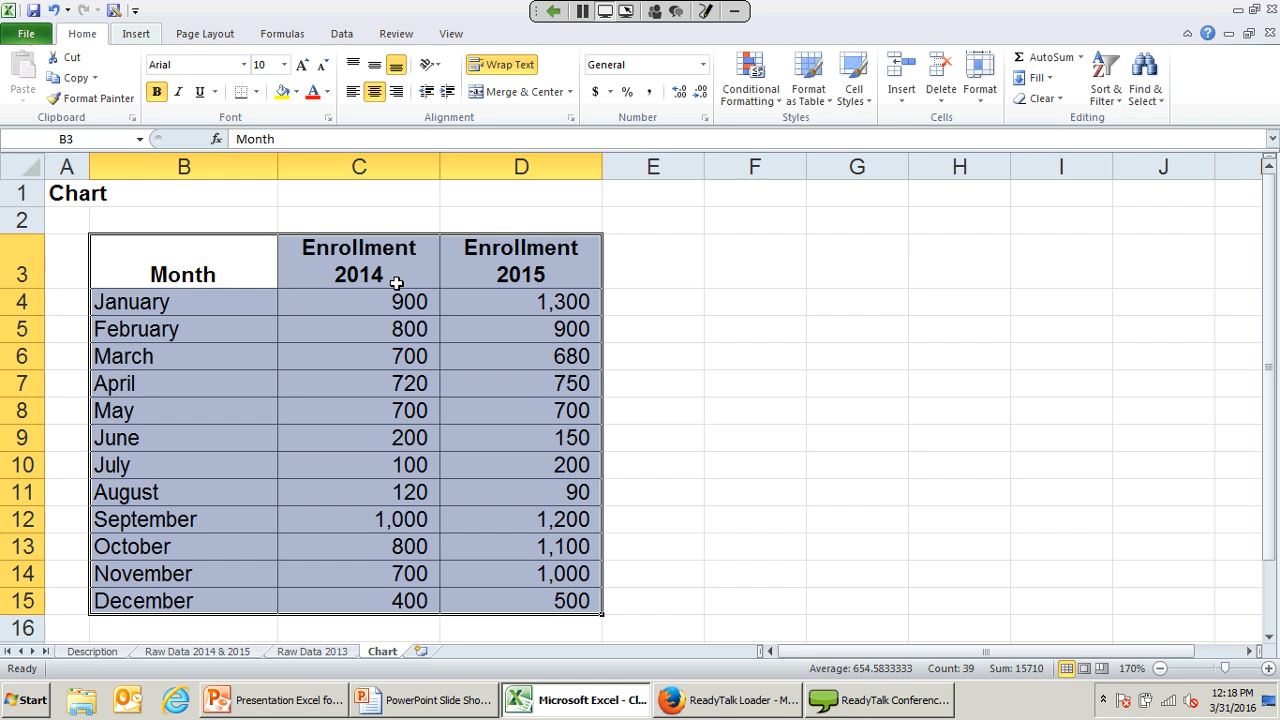 File Home Insert Page Layout Formulas Data Review View
Cut
Copy
Format Painter
Paste
Clipboard
Arial 10
B I U
Font
Wrap Text
Merge & Center
Alignment
General
$ % ,
Number
Conditional Formatting
Format as Table
Cell Styles
Styles
Insert Delete Format
Cells
AutoSum
Fill
Clear
Sort & Filter
Find & Select
Editing
B3 fx Month
A B C D E F G H I J
1 Chart
2
3 Month Enrollment 2014 Enrollment 2015
4 January 900 1,300
5 February 800 900
6 March 700 680
7 April 720 750
8 May 700 700
9 June 200 150
10 July 100 200
11 August 120 90
12 September 1,000 1,200
13 October 800 1,100
14 November 700 1,000
15 December 400 500
16
Description Raw Data 2014 & 2015 Raw Data 2013 Chart
Ready Average: 654.5833333 Count: 39 Sum: 15710 170%
Start Presentation Excel fo... PowerPoint Slide Sho... Microsoft Excel - Cl... ReadyTalk Loader - M... ReadyTalk Conferenc... 12:18 PM
3/31/2016